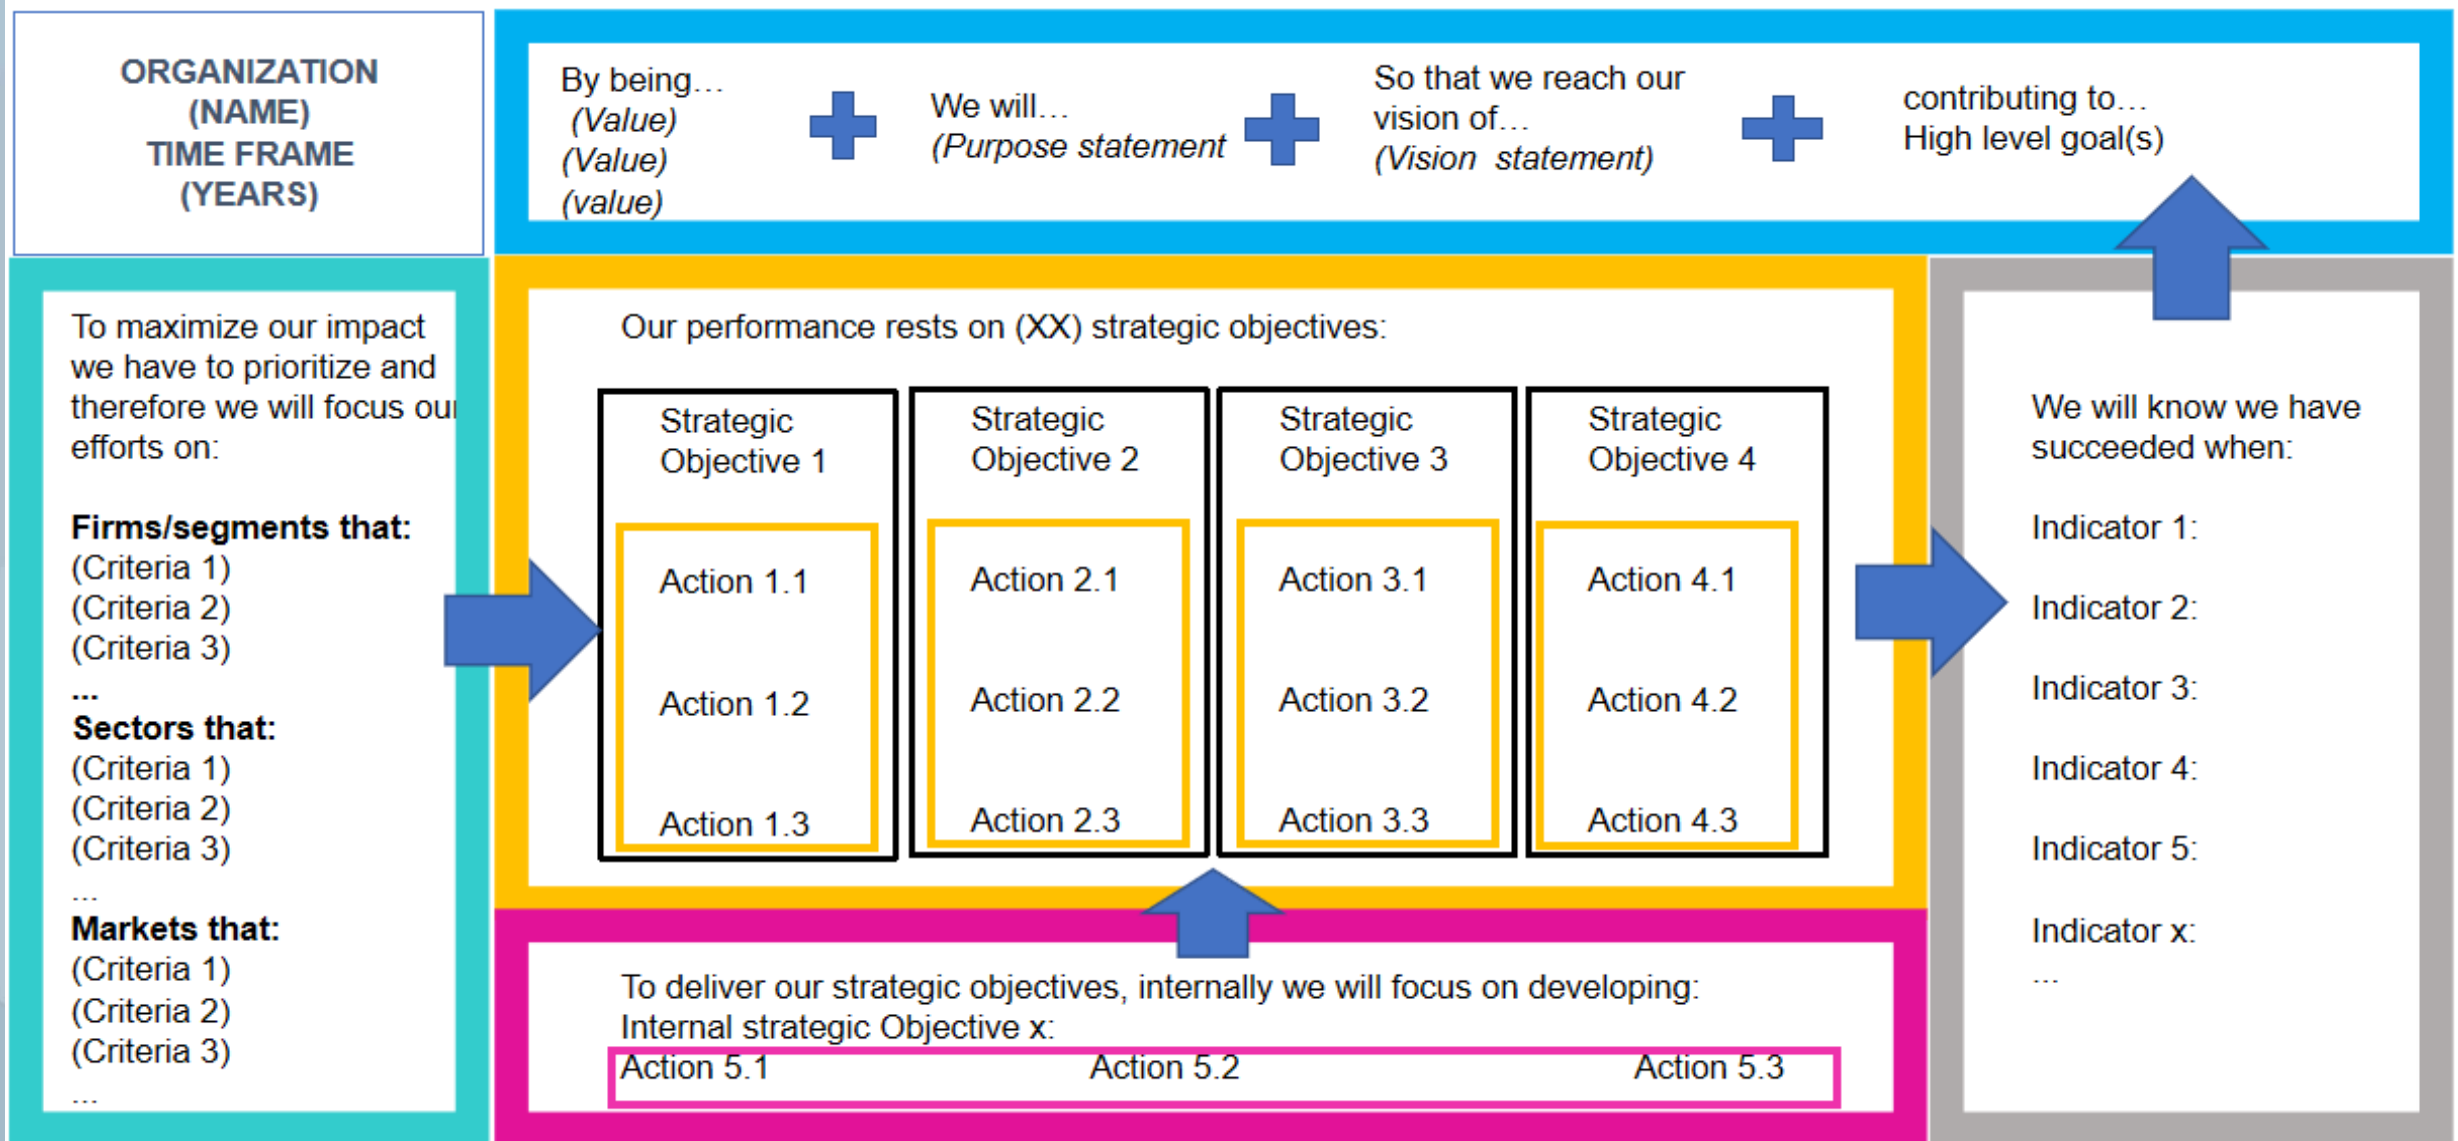 ORGANIZATION
(NAME)
TIME FRAME
(YEARS)
By being...
(Value)
(Value)
(value)
We will...
(Purpose statement
So that we reach our
vision of...
(Vision statement)
contributing to...
High level goal(s)
To maximize our impact
we have to prioritize and
therefore we will focus our
efforts on:
Firms/segments that:
(Criteria 1)
(Criteria 2)
(Criteria 3)
...
Sectors that:
(Criteria 1)
(Criteria 2)
(Criteria 3)
...
Markets that:
(Criteria 1)
(Criteria 2)
(Criteria 3)
...
Our performance rests on (XX) strategic objectives:
Strategic
Objective 1
Action 1.1
Action 1.2
Action 1.3
Strategic
Objective 2
Action 2.1
Action 2.2
Action 2.3
Strategic
Objective 3
Action 3.1
Action 3.2
Action 3.3
Strategic
Objective 4
Action 4.1
Action 4.2
Action 4.3
To deliver our strategic objectives, internally we will focus on developing:
Internal strategic Objective x:
Action 5.1 Action 5.2 Action 5.3
We will know we have
succeeded when:
Indicator 1:
Indicator 2:
Indicator 3:
Indicator 4:
Indicator 5:
Indicator x:
...